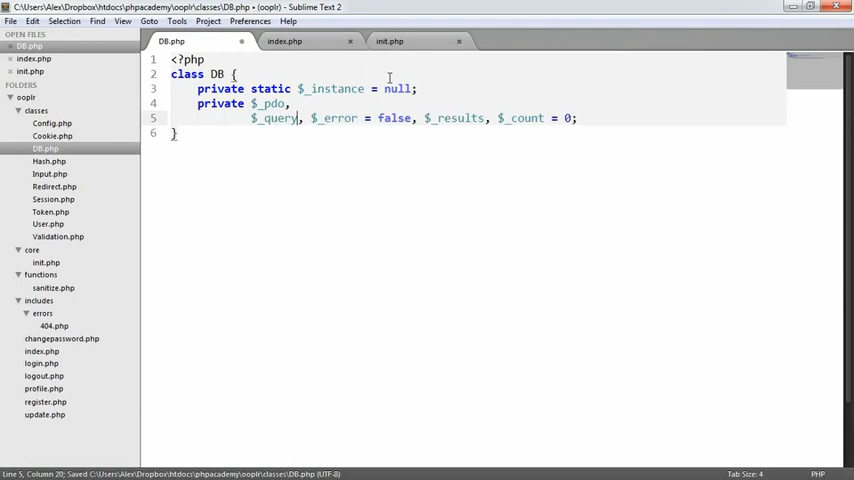 C:\Users\Alex\Dropbox\htdocs\phpacademy\ooplr\classes\DB.php • (ooplr) - Sublime Text 2
File Edit Selection Find View Goto Tools Project Preferences Help
OPEN FILES
DB.php
index.php
init.php
FOLDERS
ooplr
classes
Config.php
Cookie.php
DB.php
Hash.php
Input.php
Redirect.php
Session.php
Token.php
User.php
Validation.php
core
init.php
functions
sanitize.php
includes
errors
404.php
changepassword.php
index.php
login.php
logout.php
profile.php
register.php
update.php
DB.php index.php × init.php ×
1 <?php
2 class DB {
3 private static $_instance = null;
4 private $_pdo,
5 $_query, $_error = false, $_results, $_count = 0;
6 }
Line 5, Column 20; Saved C:\Users\Alex\Dropbox\htdocs\phpacademy\ooplr\classes\DB.php (UTF-8) Tab Size: 4 PHP